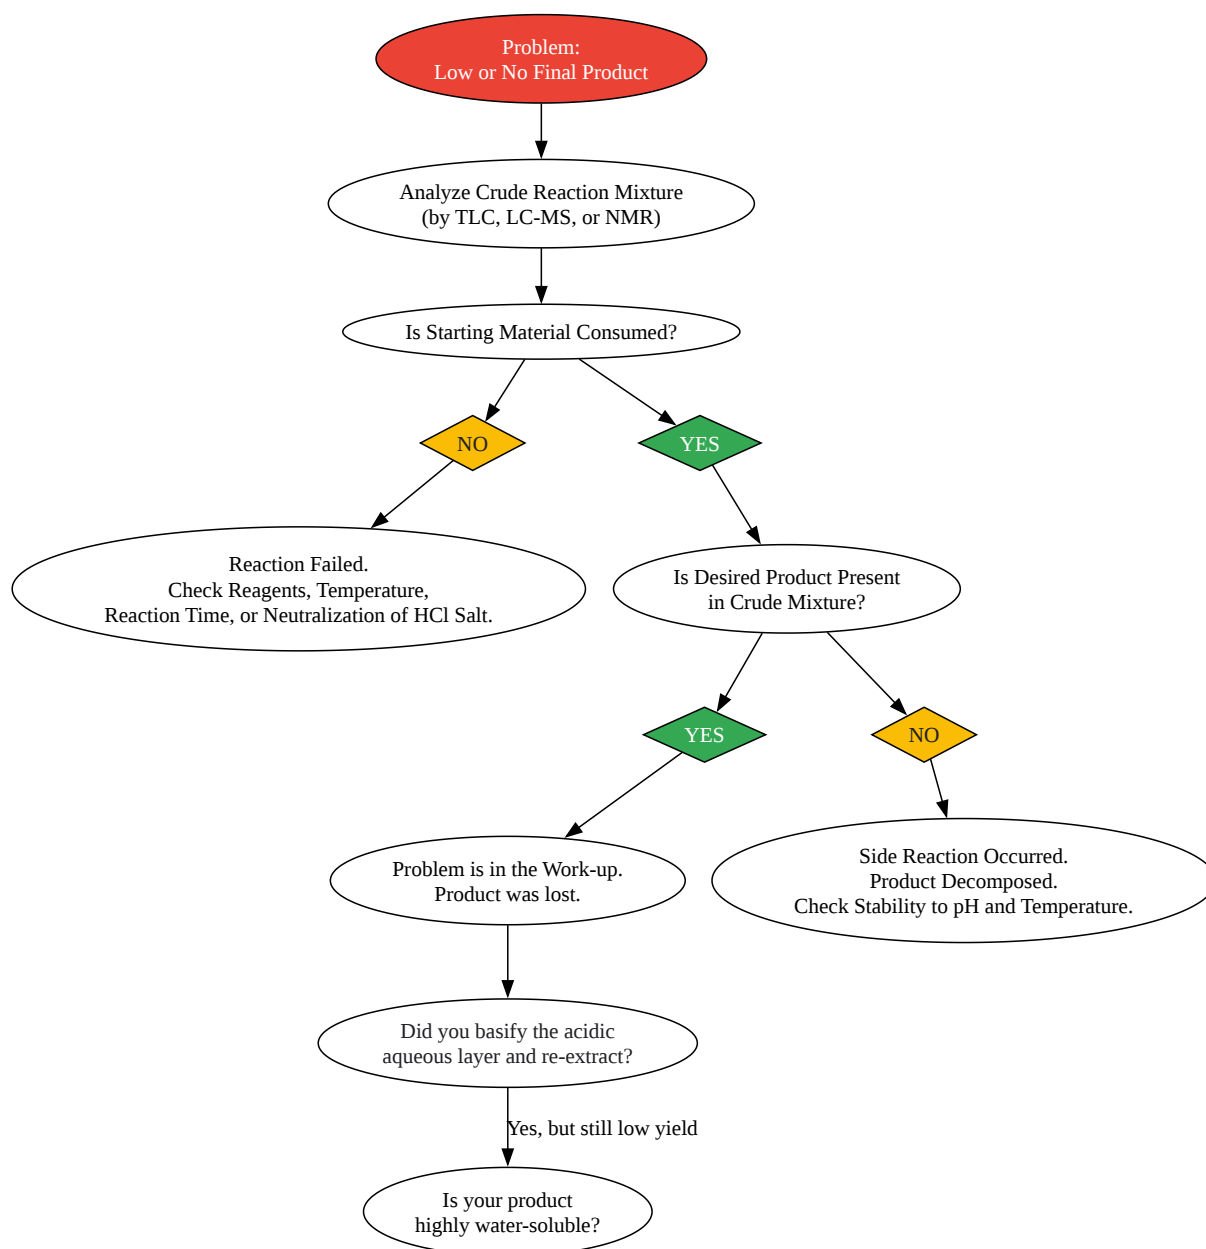 Problem:
Low or No Final Product
Analyze Crude Reaction Mixture
(by TLC, LC-MS, or NMR)
Is Starting Material Consumed?
NO
YES
Reaction Failed.
Check Reagents, Temperature,
Reaction Time, or Neutralization of HCl Salt.
Is Desired Product Present
in Crude Mixture?
YES
NO
Problem is in the Work-up.
Product was lost.
Side Reaction Occurred.
Product Decomposed.
Check Stability to pH and Temperature.
Did you basify the acidic
aqueous layer and re-extract?
Yes, but still low yield
Is your product
highly water-soluble?